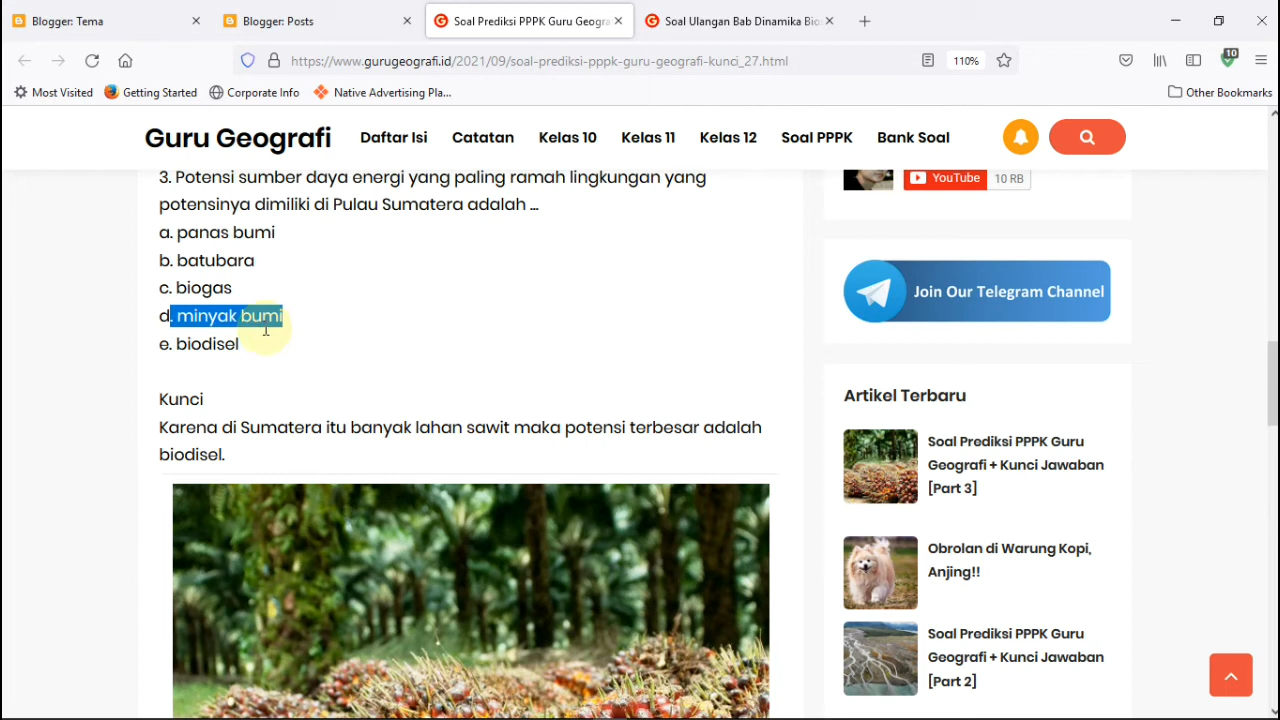 Blogger: Tema
Blogger: Posts
Soal Prediksi PPPK Guru Geogra
Soal Ulangan Bab Dinamika Bio
https://www.gurugeografi.id/2021/09/soal-prediksi-pppk-guru-geografi-kunci_27.html
110%
10
Most Visited
Getting Started
Corporate Info
Native Advertising Pla...
Other Bookmarks
Guru Geografi
Daftar Isi
Catatan
Kelas 10
Kelas 11
Kelas 12
Soal PPPK
Bank Soal
3. Potensi sumber daya energi yang paling ramah lingkungan yang
potensinya dimiliki di Pulau Sumatera adalah ...
a. panas bumi
b. batubara
c. biogas
d. minyak bumi
e. biodisel
Kunci
Karena di Sumatera itu banyak lahan sawit maka potensi terbesar adalah
biodisel.
YouTube
10 RB
Join Our Telegram Channel
Artikel Terbaru
Soal Prediksi PPPK Guru
Geografi + Kunci Jawaban
[Part 3]
Obrolan di Warung Kopi,
Anjing!!
Soal Prediksi PPPK Guru
Geografi + Kunci Jawaban
[Part 2]